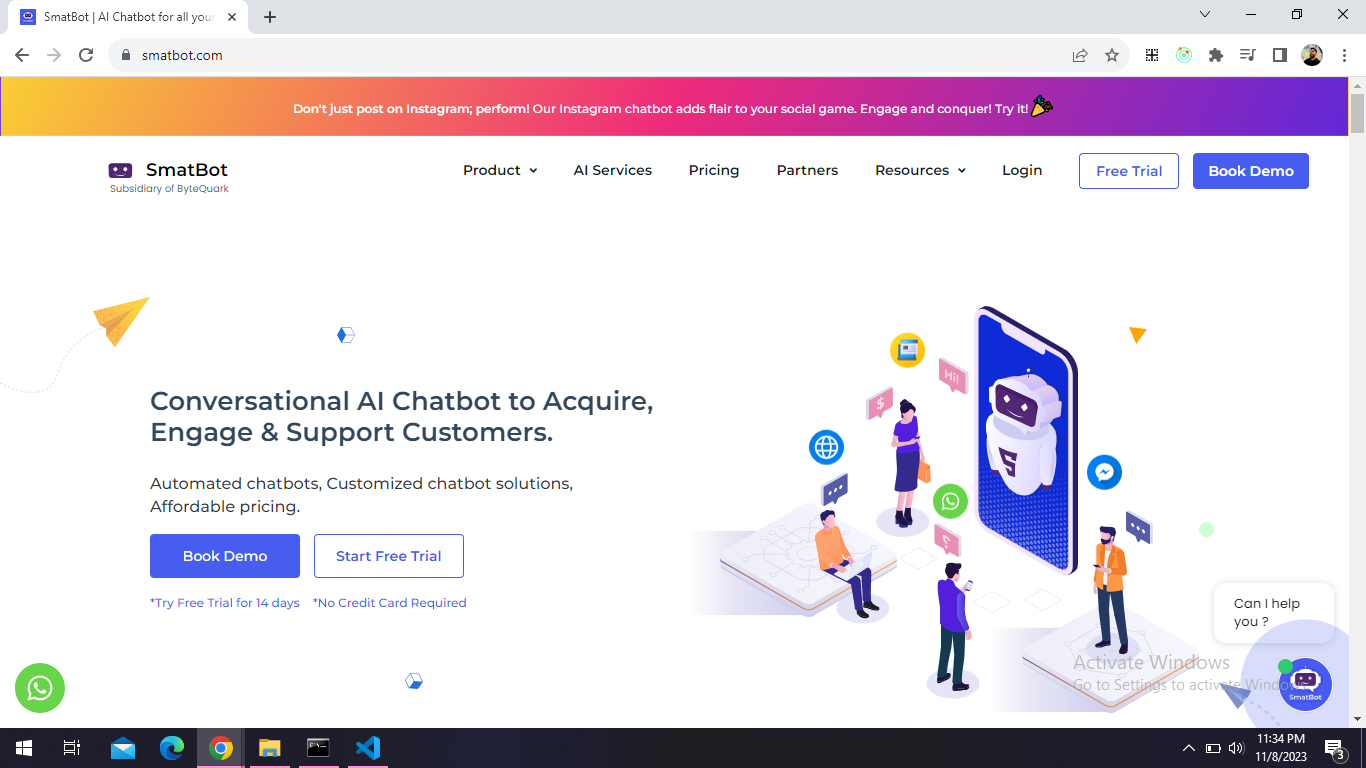 SmatBot | AI Chatbot for all your
smatbot.com
Don't just post on Instagram; perform! Our Instagram chatbot adds flair to your social game. Engage and conquer! Try it!
SmatBot
Subsidiary of ByteQuark
Product
AI Services
Pricing
Partners
Resources
Login
Free Trial
Book Demo
Conversational AI Chatbot to Acquire,
Engage & Support Customers.
Automated chatbots, Customized chatbot solutions,
Affordable pricing.
Book Demo
Start Free Trial
*Try Free Trial for 14 days
*No Credit Card Required
Hi!
$
?
S
Can I help
you ?
Activate Windows
Go to Settings to activate Windows.
SmatBot
11:34 PM
11/8/2023
3